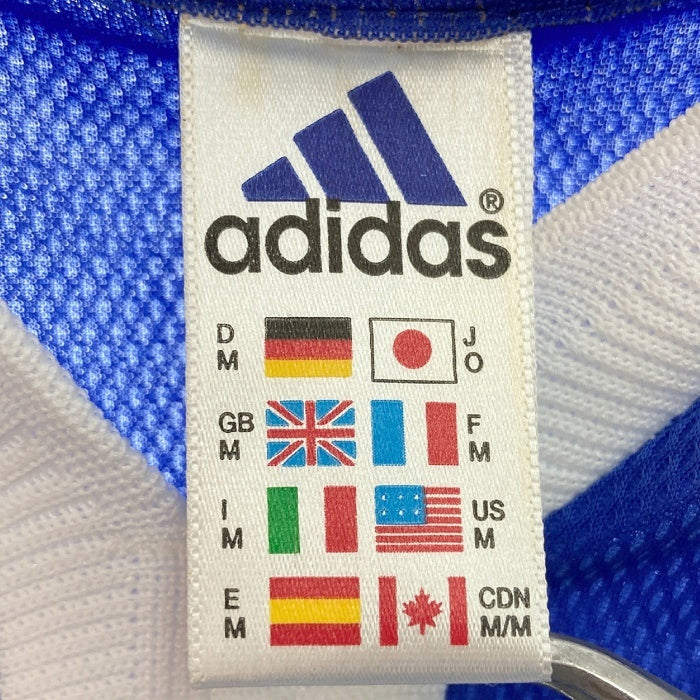 adidas®
D J
M O
GB F
M M
I US
M M
E CDN
M M/M